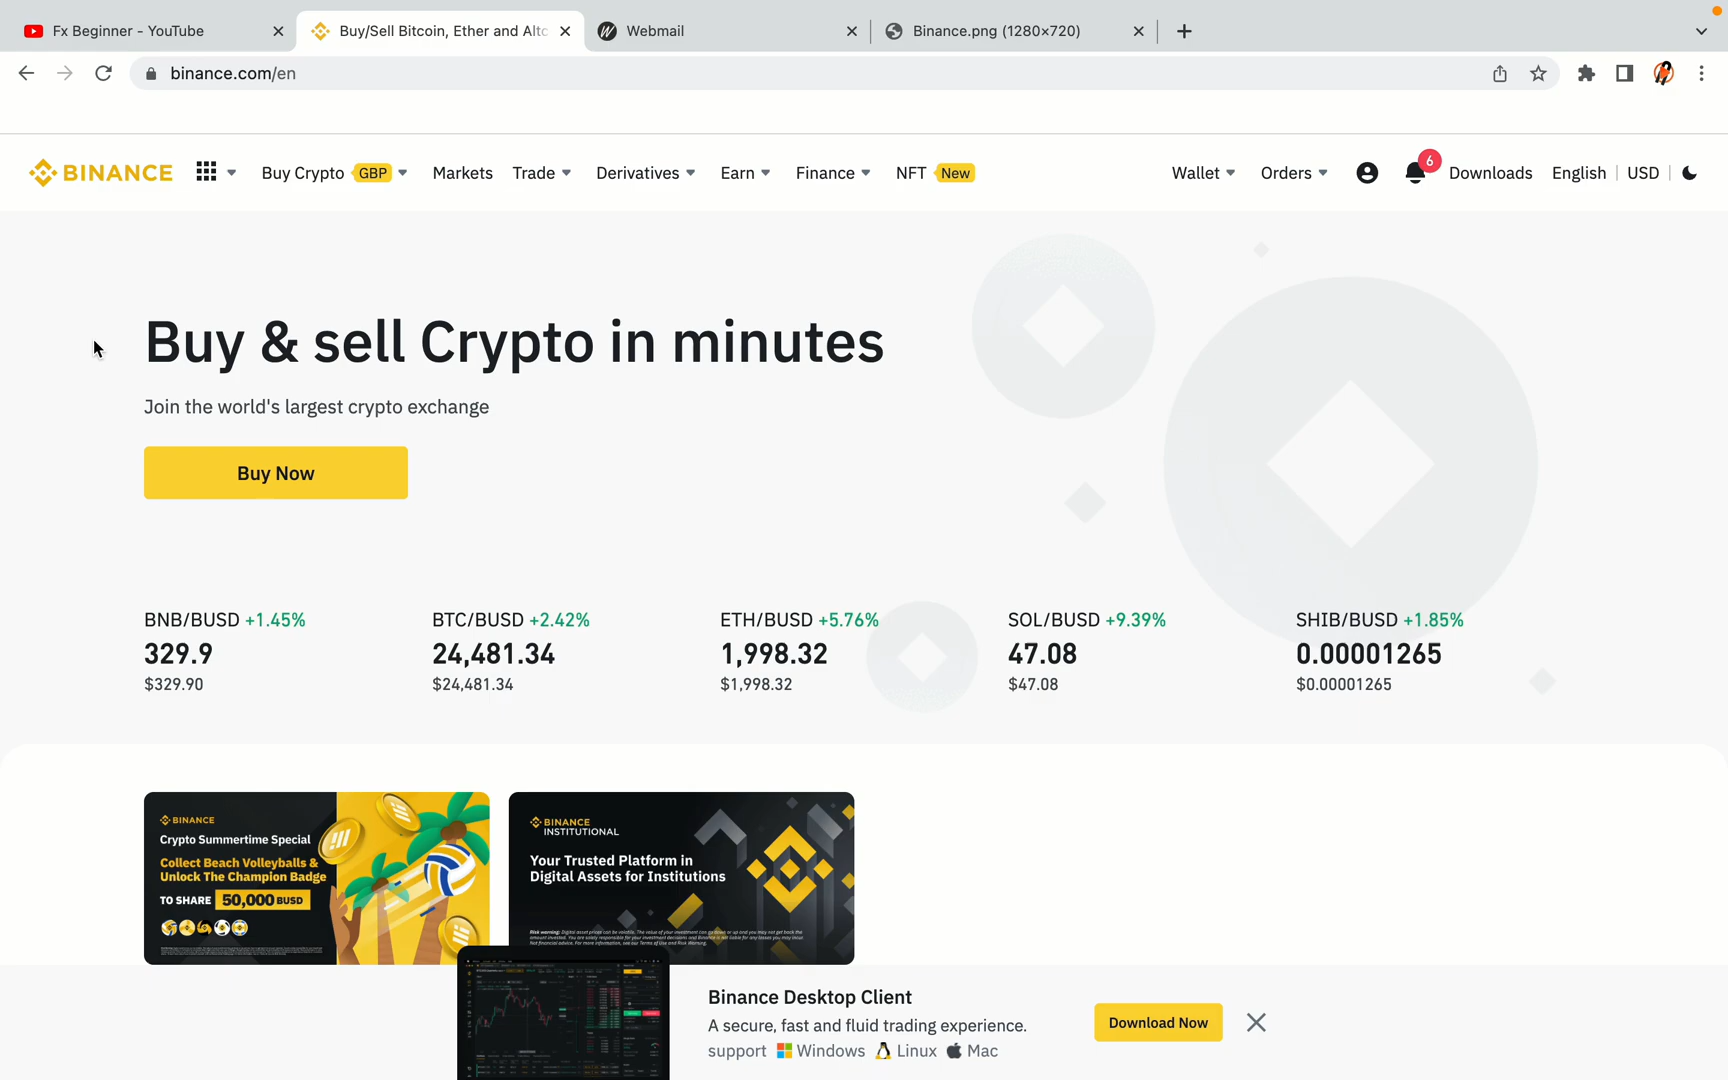 Fx Beginner - YouTube
Buy/Sell Bitcoin, Ether and Altc
Webmail
Binance.png (1280×720)
binance.com/en
BINANCE
Buy Crypto GBP
Markets
Trade
Derivatives
Earn
Finance
NFT New
Wallet
Orders
6
Downloads
English
USD
Buy & sell Crypto in minutes
Join the world's largest crypto exchange
Buy Now
BNB/BUSD +1.45%
329.9
$329.90
BTC/BUSD +2.42%
24,481.34
$24,481.34
ETH/BUSD +5.76%
1,998.32
$1,998.32
SOL/BUSD +9.39%
47.08
$47.08
SHIB/BUSD +1.85%
0.00001265
$0.00001265
BINANCE
Crypto Summertime Special
Collect Beach Volleyballs &
Unlock The Champion Badge
TO SHARE 50,000 BUSD
BINANCE
INSTITUTIONAL
Your Trusted Platform in
Digital Assets for Institutions
Binance Desktop Client
A secure, fast and fluid trading experience.
support Windows Linux Mac
Download Now